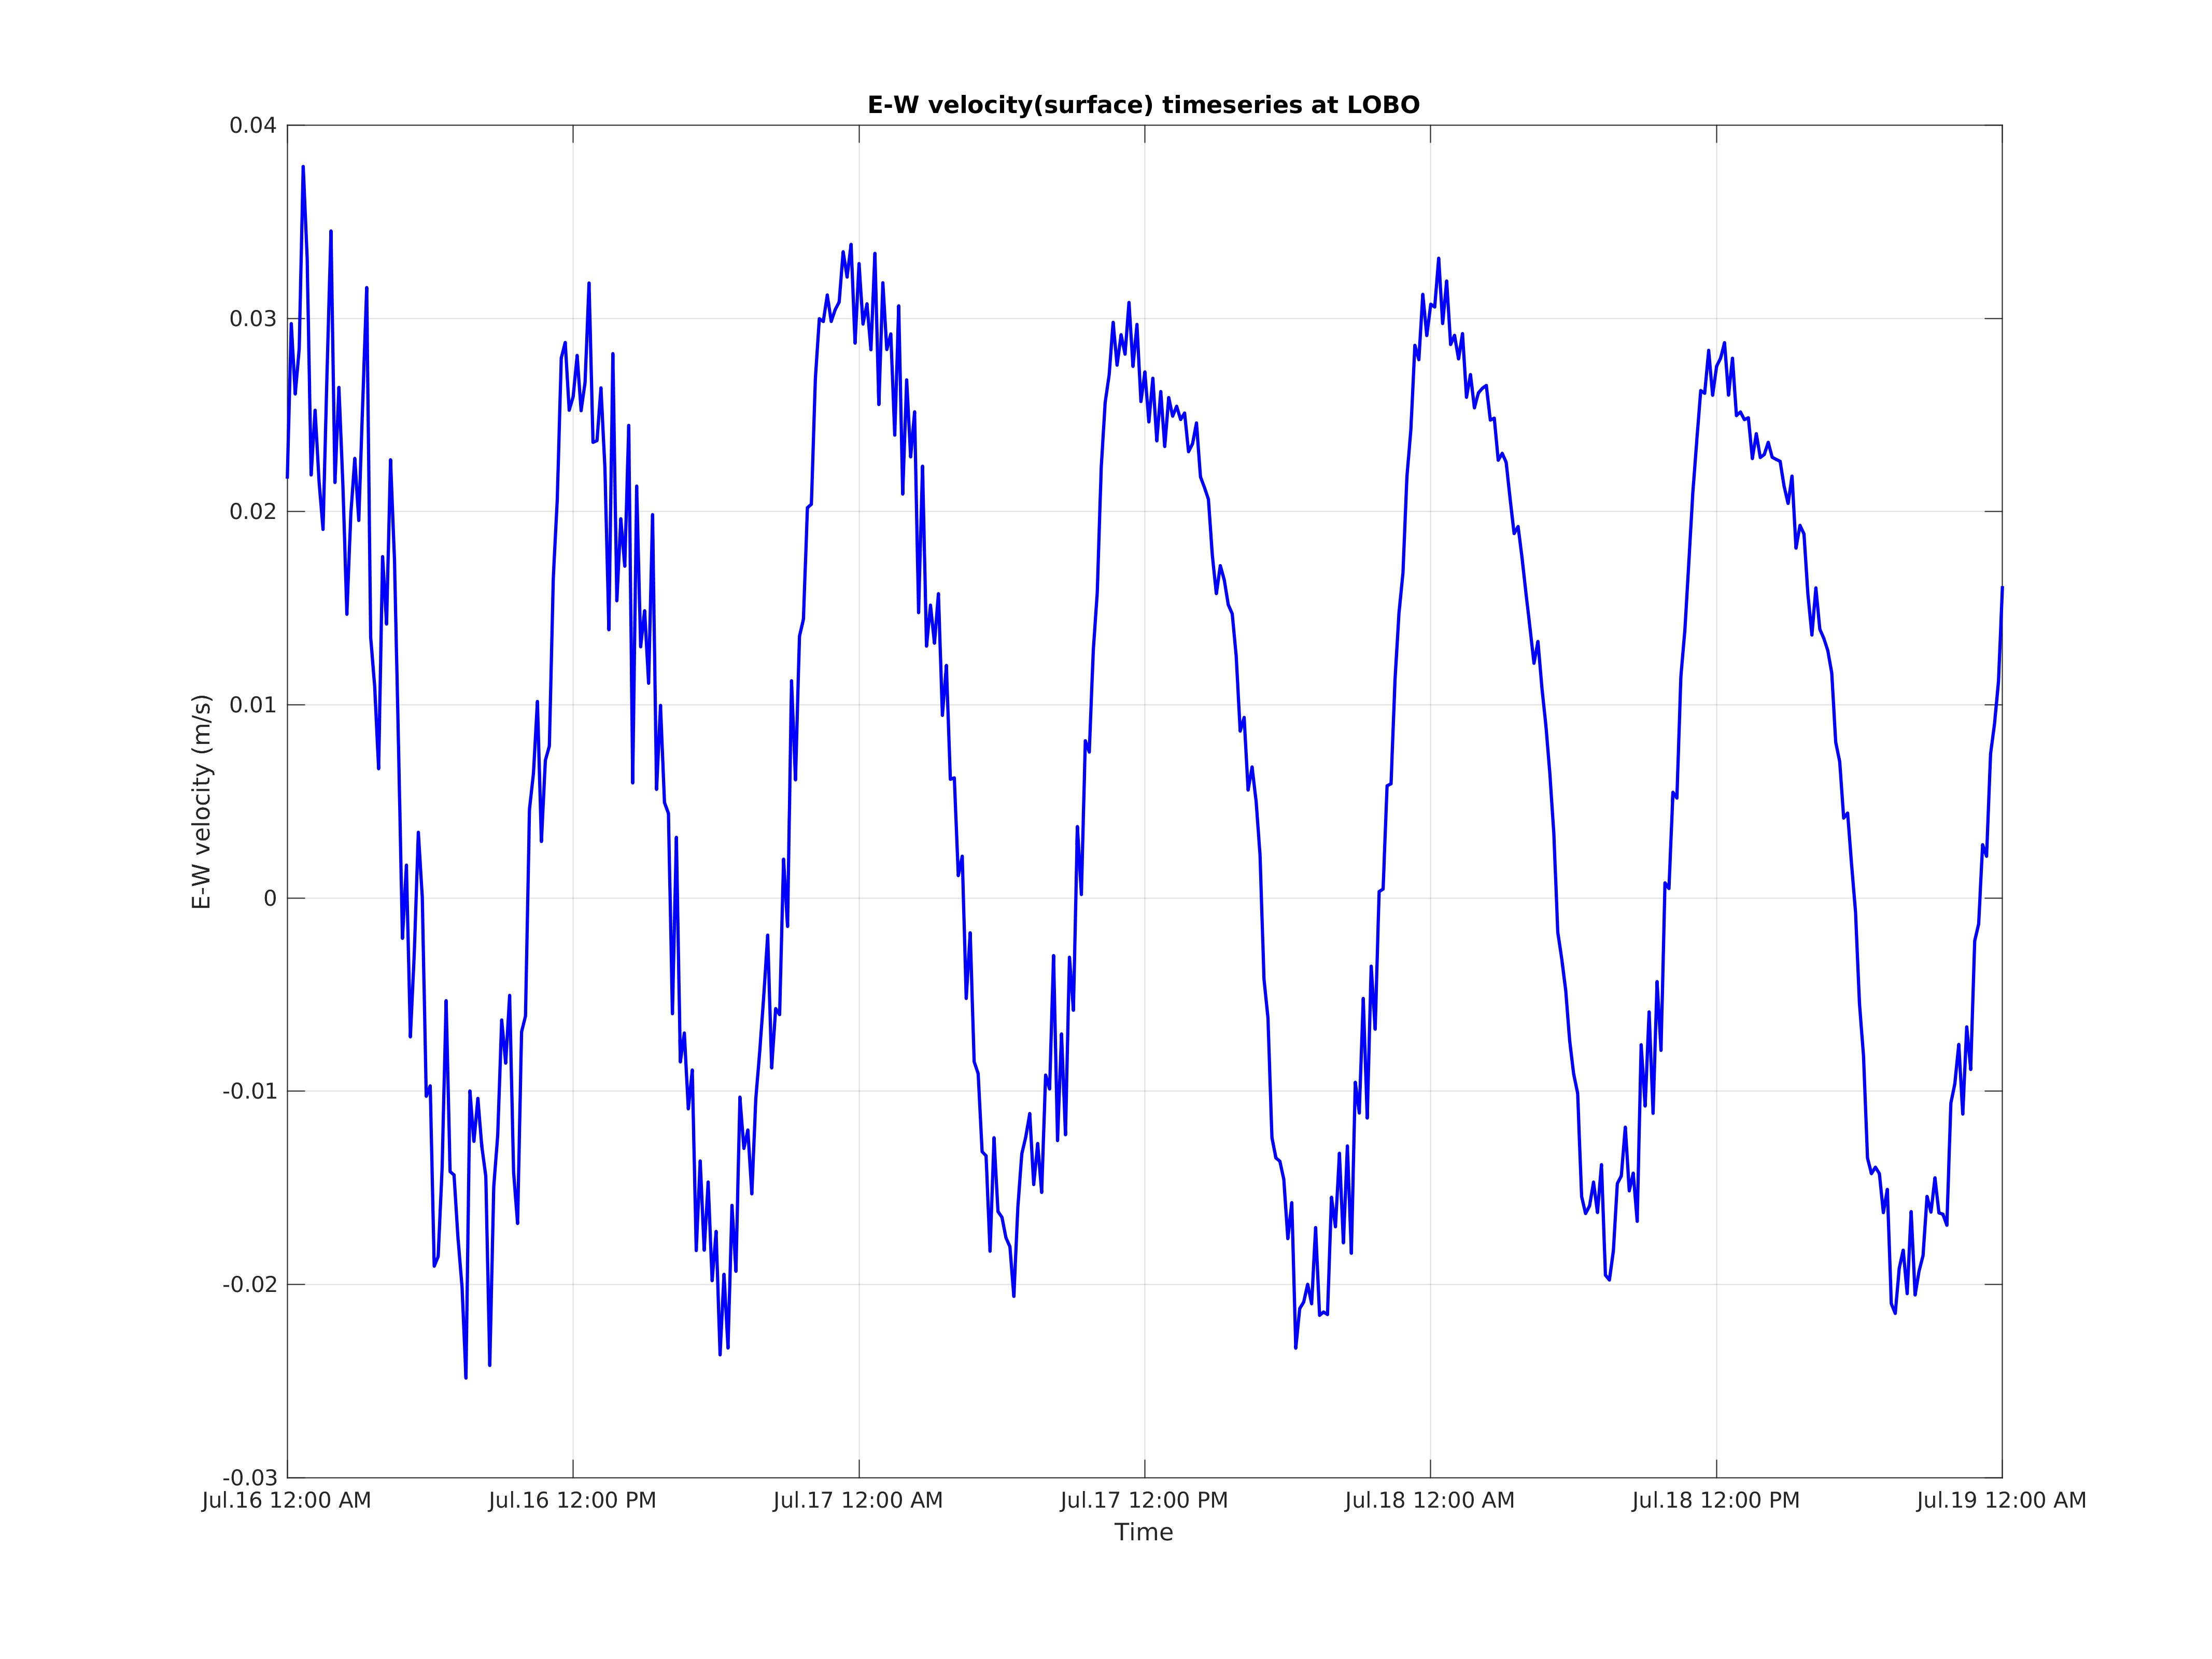 E-W velocity(surface) timeseries at LOBO
0.04
0.03
0.02
0.01
0
-0.01
-0.02
-0.03
E-W velocity (m/s)
Jul.16 12:00 AM Jul.16 12:00 PM Jul.17 12:00 AM Jul.17 12:00 PM Jul.18 12:00 AM Jul.18 12:00 PM Jul.19 12:00 AM
Time